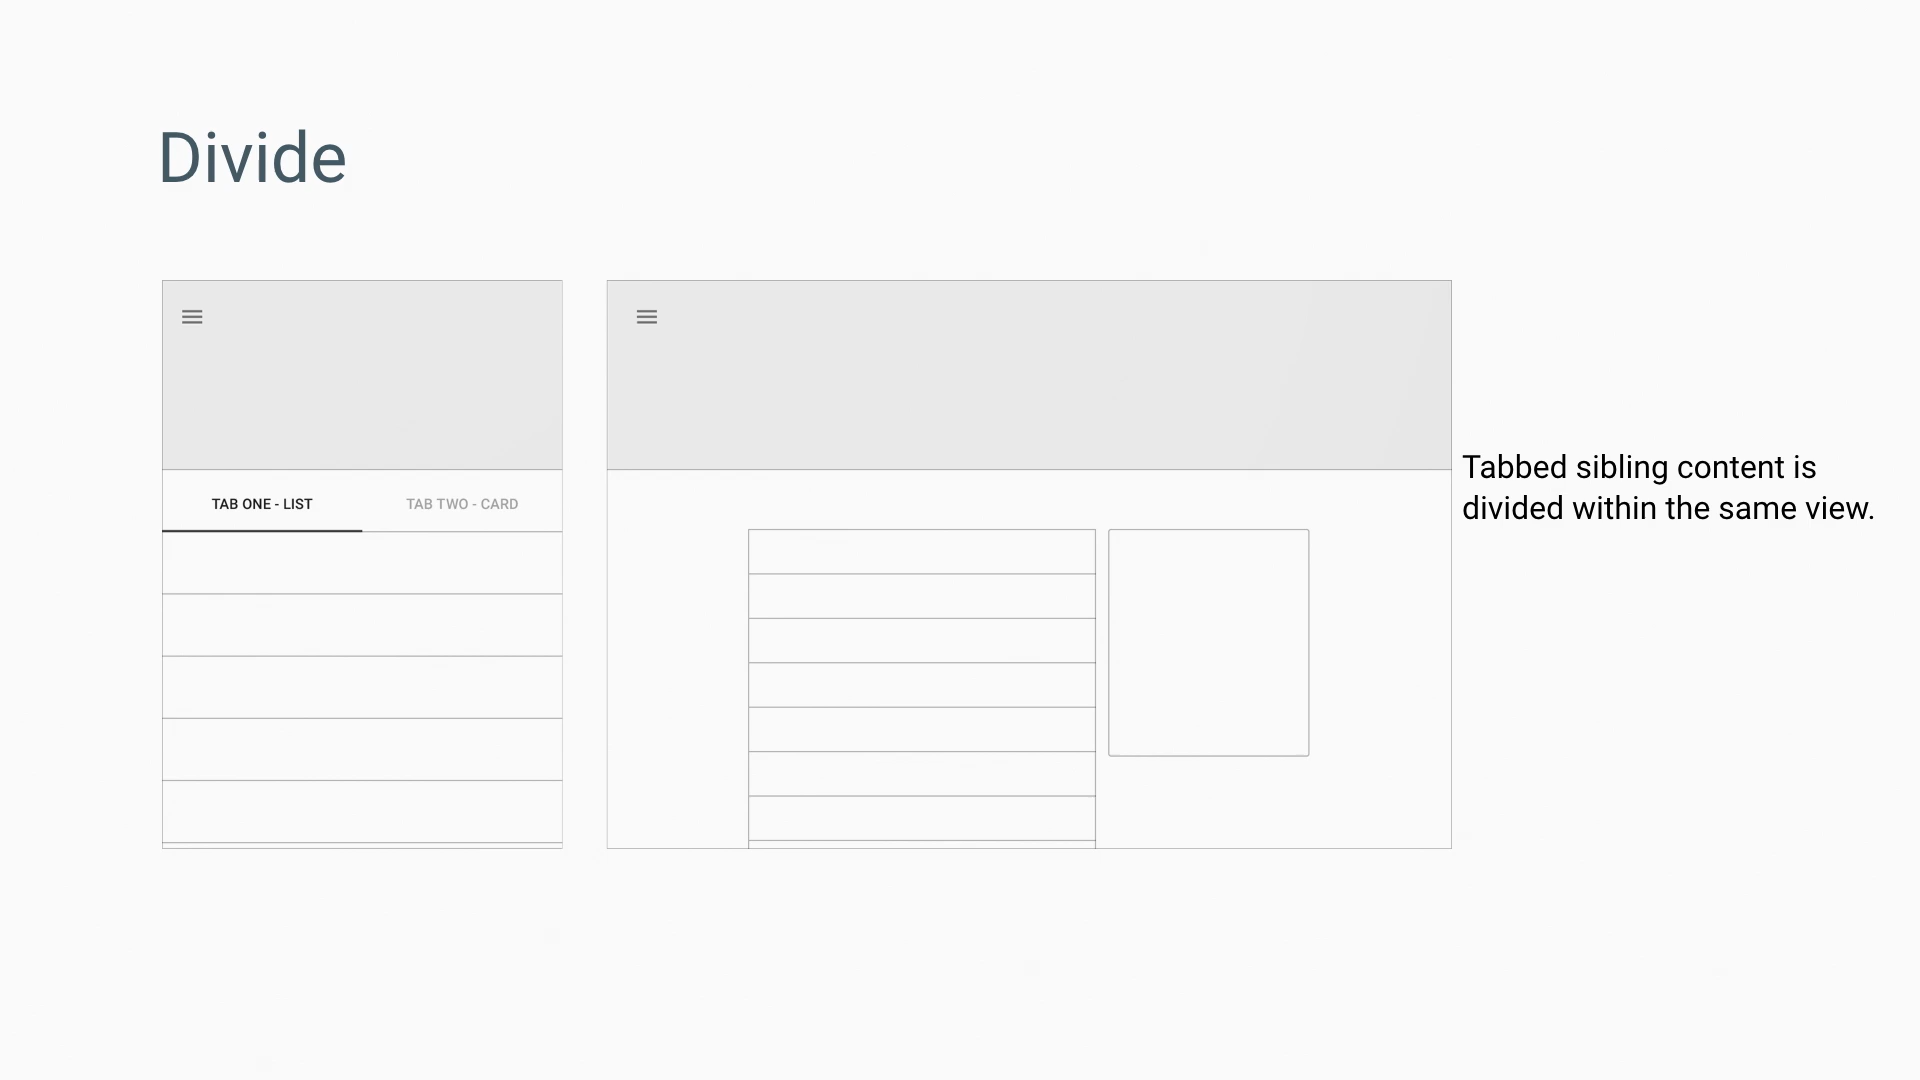 Divide
TAB ONE - LIST
TAB TWO - CARD
Tabbed sibling content is
divided within the same view.